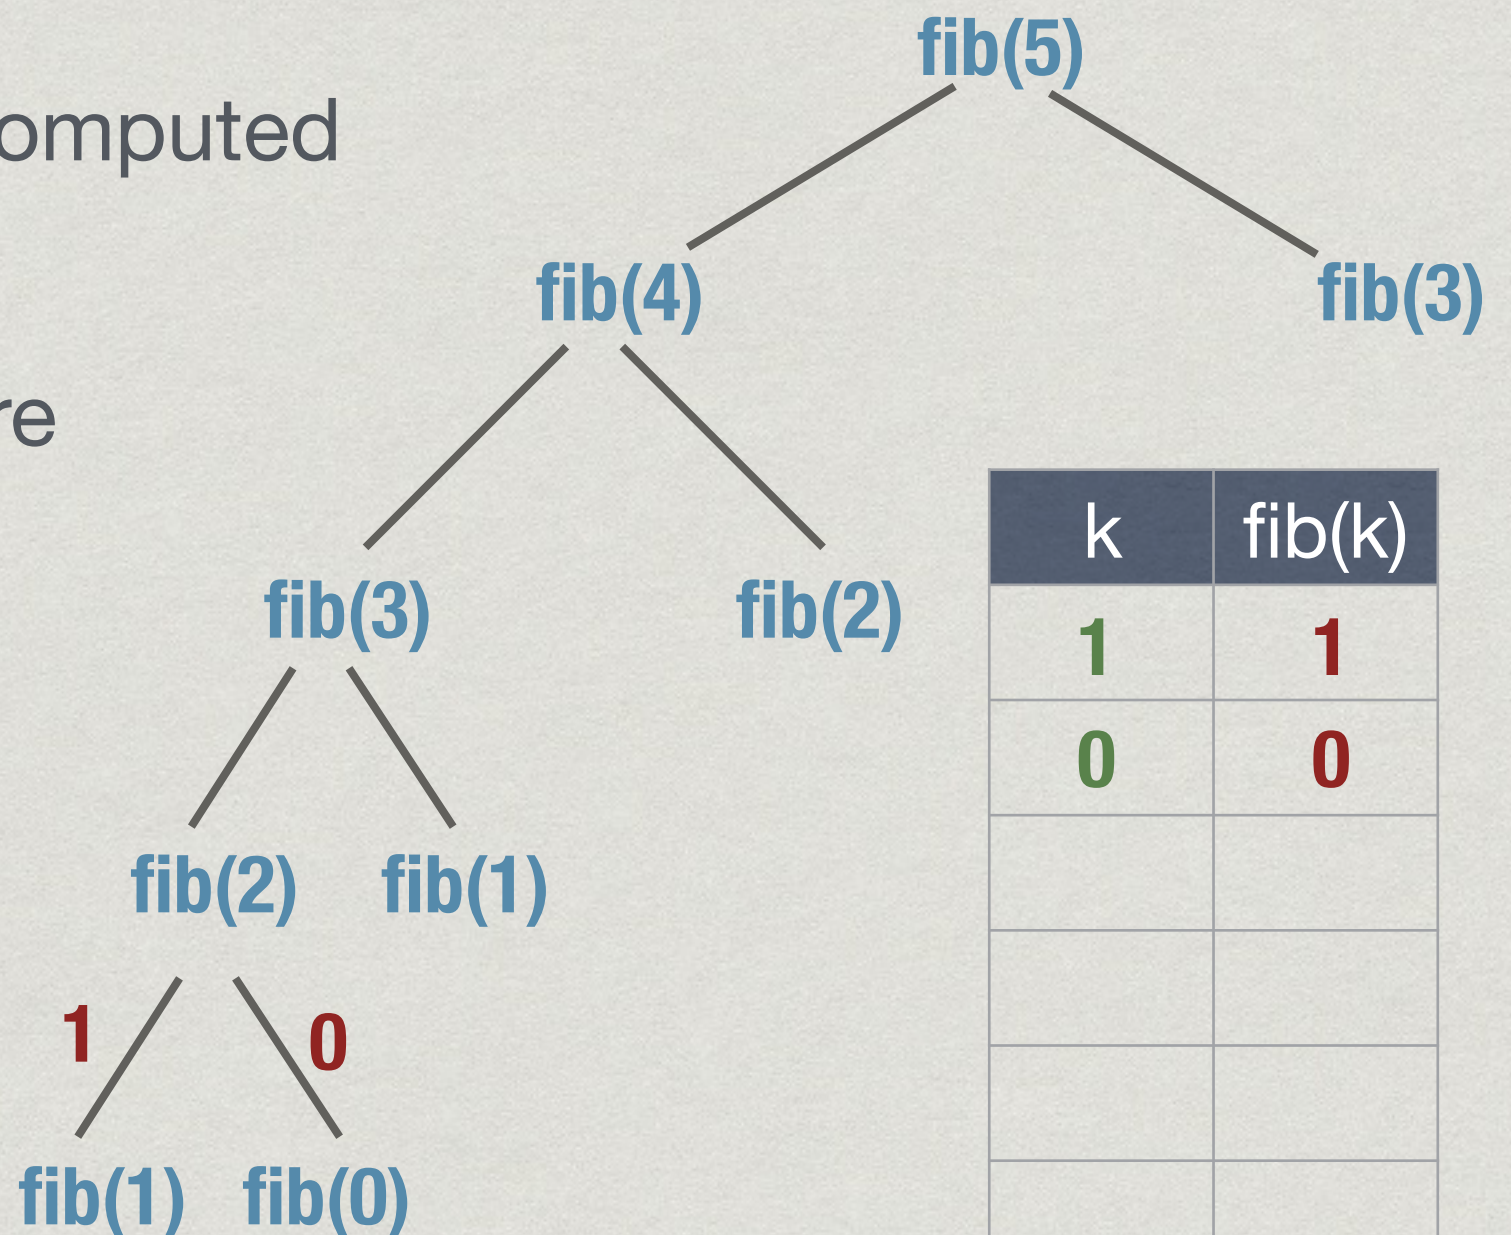 fib(5)
omputed
fib(4)
fib(3)
re
k fib(k)
fib(3)
fib(2)
1 1
0 0
fib(2)
fib(1)
1
0
fib(1)
fib(0)